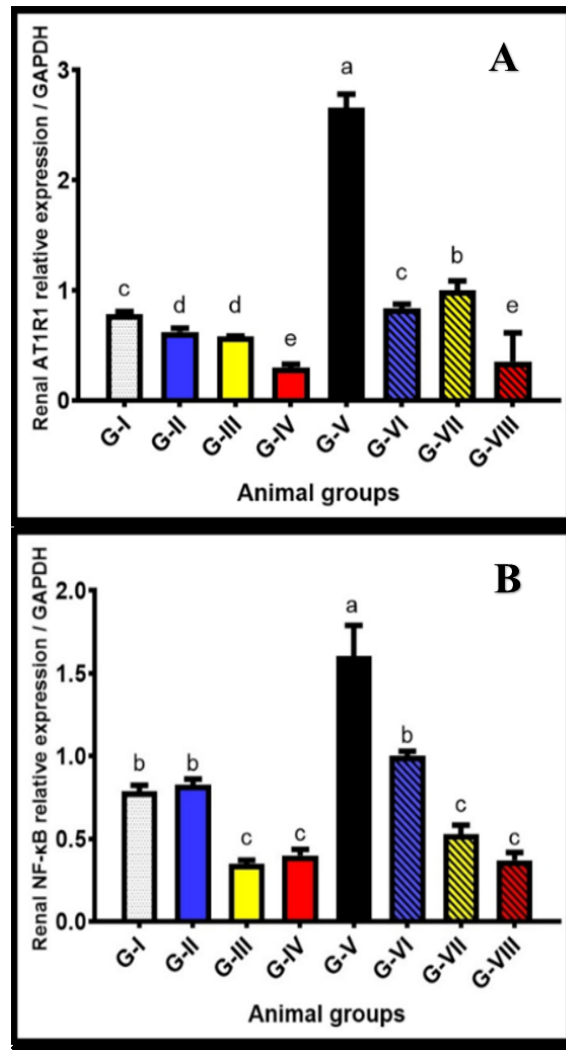 A
Renal AT1R1 relative expression / GAPDH
3
2
1
0
a
c
d
d
e
c
b
e
G-I
G-II
G-III
G-IV
G-V
G-VI
G-VII
G-VIII
Animal groups
B
Renal NF-κB relative expression / GAPDH
2.0
1.5
1.0
0.5
0.0
a
b
b
c
c
b
c
c
G-I
G-II
G-III
G-IV
G-V
G-VI
G-VII
G-VIII
Animal groups